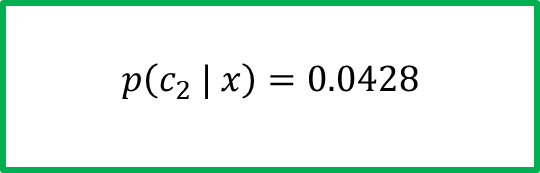 p(c₂ | x) = 0.0428